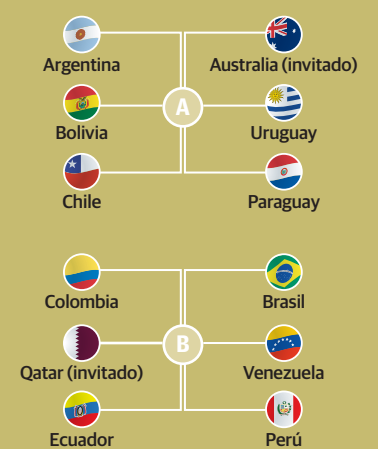 Argentina
Australia (invitado)
A
Bolivia
Uruguay
Chile
Paraguay
Colombia
Brasil
B
Qatar (invitado)
Venezuela
Ecuador
Perú